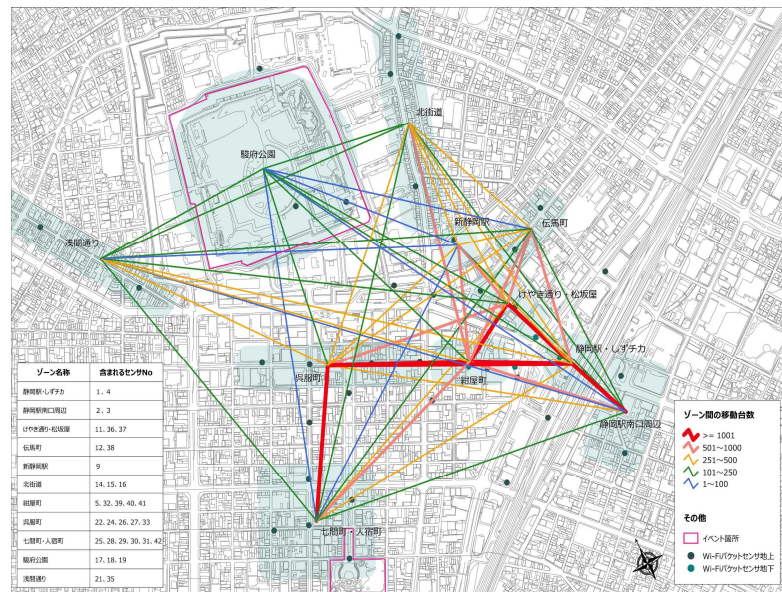 北街道
駿府公園
新静岡駅
伝馬町
浅間通り
けやき通り・松坂屋
静岡駅・しずチカ
呉服町
紺屋町
静岡駅南口周辺
七間町・人宿町
ゾーン名称 含まれるセンサNo
静岡駅・しずチカ 1. 4
静岡駅南口周辺 2. 3
けやき通り・松坂屋 11. 36. 37
伝馬町 12. 38
新静岡駅 9
北街道 14. 15. 16
紺屋町 5. 32. 39. 40. 41
呉服町 22. 24. 26. 27. 33
七間町・人宿町 25. 28. 29. 30. 31. 42
駿府公園 17. 18. 19
浅間通り 21. 35
ゾーン間の移動台数
>= 1001
501~1000
251~500
101~250
1~100
その他
イベント箇所
Wi-Fiパケットセンサ地上
Wi-Fiパケットセンサ地下